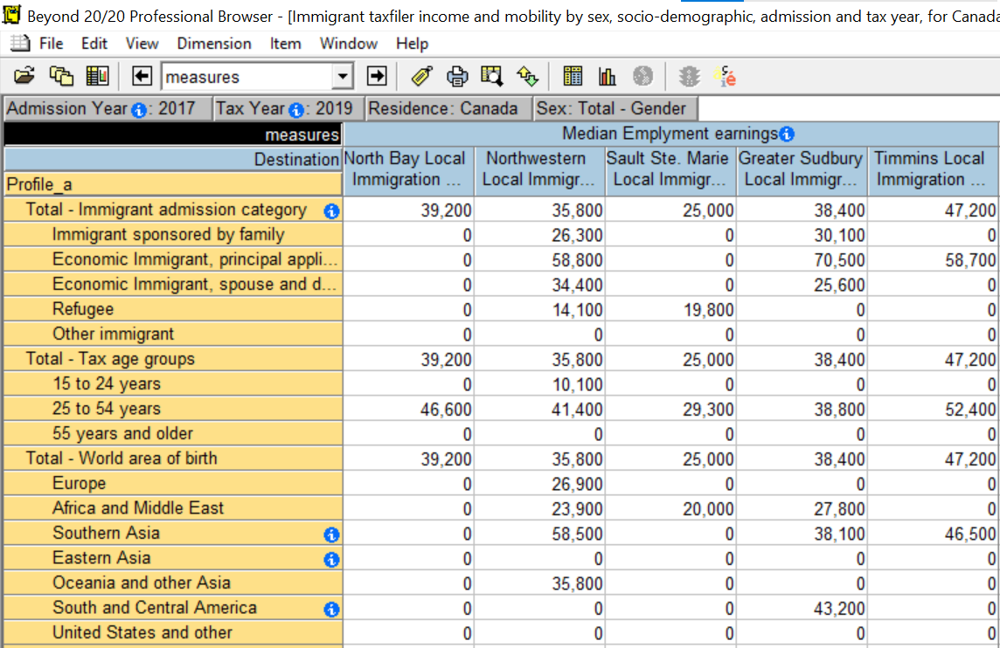 Beyond 20/20 Professional Browser - [Immigrant taxfiler income and mobility by sex, socio-demographic, admission and tax year, for Canada
File Edit View Dimension Item Window Help
measures
Admission Year : 2017 Tax Year : 2019 Residence: Canada Sex: Total - Gender
measures Median Emplyment earnings
Destination North Bay Local Northwestern Sault Ste. Marie Greater Sudbury Timmins Local
Profile_a Immigration ... Local Immigr... Local Immigr... Local Immigr... Immigration ...
Total - Immigrant admission category 39,200 35,800 25,000 38,400 47,200
Immigrant sponsored by family 0 26,300 0 30,100 0
Economic Immigrant, principal appli... 0 58,800 0 70,500 58,700
Economic Immigrant, spouse and d... 0 34,400 0 25,600 0
Refugee 0 14,100 19,800 0 0
Other immigrant 0 0 0 0 0
Total - Tax age groups 39,200 35,800 25,000 38,400 47,200
15 to 24 years 0 10,100 0 0 0
25 to 54 years 46,600 41,400 29,300 38,800 52,400
55 years and older 0 0 0 0 0
Total - World area of birth 39,200 35,800 25,000 38,400 47,200
Europe 0 26,900 0 0 0
Africa and Middle East 0 23,900 20,000 27,800 0
Southern Asia 0 58,500 0 38,100 46,500
Eastern Asia 0 0 0 0 0
Oceania and other Asia 0 35,800 0 0 0
South and Central America 0 0 0 43,200 0
United States and other 0 0 0 0 0